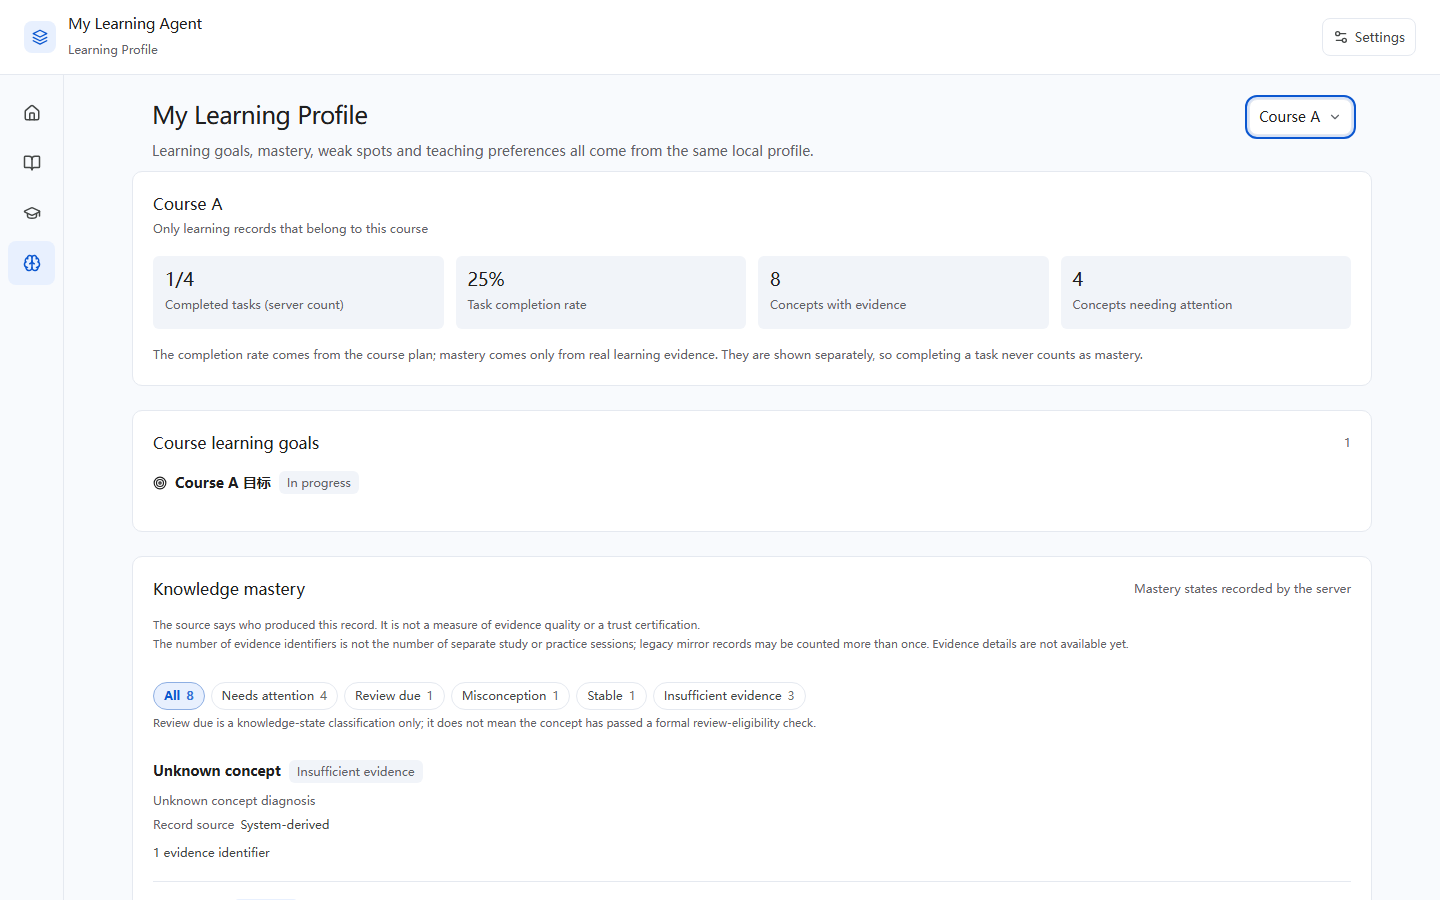 My Learning Agent
Learning Profile
Settings
My Learning Profile
Course A
Learning goals, mastery, weak spots and teaching preferences all come from the same local profile.
Course A
Only learning records that belong to this course
1/4
Completed tasks (server count)
25%
Task completion rate
8
Concepts with evidence
4
Concepts needing attention
The completion rate comes from the course plan; mastery comes only from real learning evidence. They are shown separately, so completing a task never counts as mastery.
Course learning goals
1
Course A 目标 In progress
Knowledge mastery
Mastery states recorded by the server
The source says who produced this record. It is not a measure of evidence quality or a trust certification.
The number of evidence identifiers is not the number of separate study or practice sessions; legacy mirror records may be counted more than once. Evidence details are not available yet.
All 8 Needs attention 4 Review due 1 Misconception 1 Stable 1 Insufficient evidence 3
Review due is a knowledge-state classification only; it does not mean the concept has passed a formal review-eligibility check.
Unknown concept Insufficient evidence
Unknown concept diagnosis
Record source System-derived
1 evidence identifier